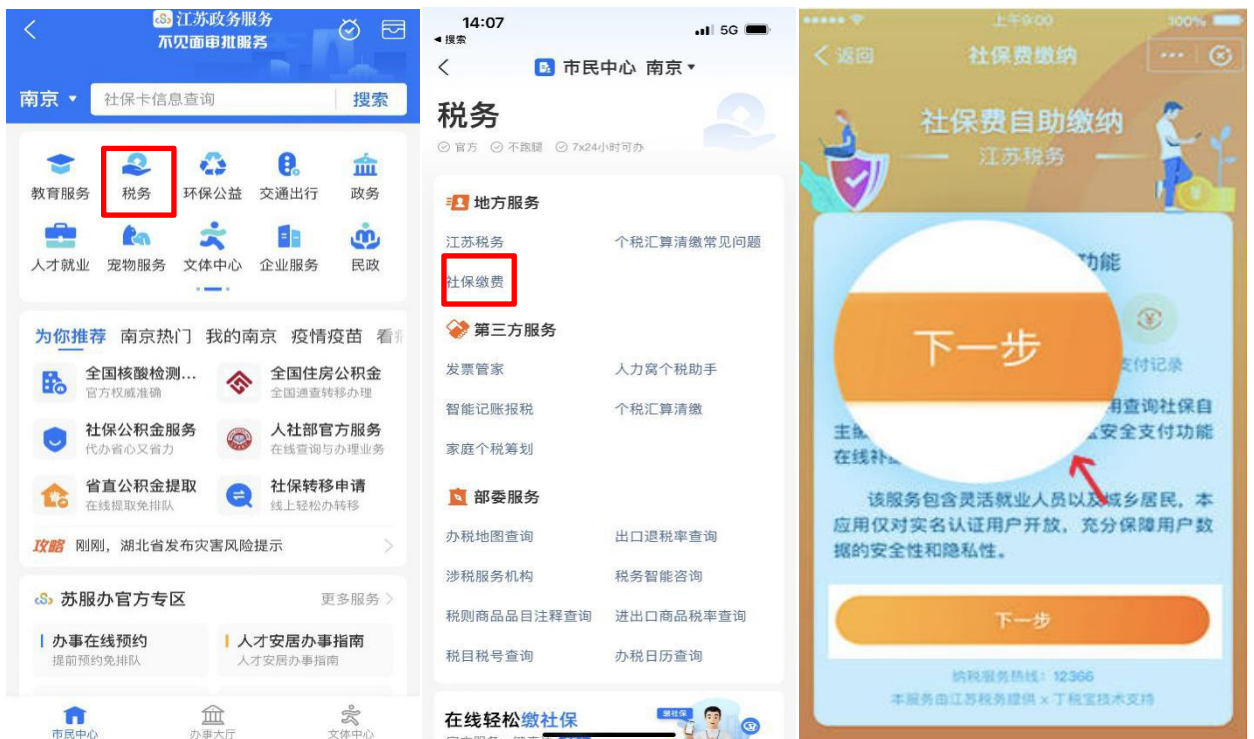 江苏政务服务
不见面审批服务
南京
社保卡信息查询
搜索
教育服务 税务 环保公益 交通出行 政务
人才就业 宠物服务 文体中心 企业服务 民政
为你推荐 南京热门 我的南京 疫情疫苗 看
全国核酸检测... 全国住房公积金
官方权威准确 全国通查转移办理
社保公积金服务 人社部官方服务
代办省心又省力 在线查询与办理业务
省直公积金提取 社保转移申请
在线提取免排队 线上轻松办转移
攻略 刚刚，湖北省发布灾害风险提示
苏服办官方专区 更多服务
办事在线预约 人才安居办事指南
提前预约免排队 人才安居办事指南
市民中心 办事大厅 文体中心
14:07
5G
搜索
市民中心 南京
税务
官方 不跑腿 7x24小时可办
地方服务
江苏税务 个税汇算清缴常见问题
社保缴费
第三方服务
发票管家 人力窝个税助手
智能记账报税 个税汇算清缴
家庭个税筹划
部委服务
办税地图查询 出口退税率查询
涉税服务机构 税务智能咨询
税则商品品目注释查询 进出口商品税率查询
税目税号查询 办税日历查询
在线轻松缴社保
上午9:00
100%
返回
社保费缴纳
社保费自助缴纳
江苏税务
功能
下一步
支付记录
用查询社保自
主
安全支付功能
在线补
该服务包含灵活就业人员以及城乡居民，本
应用仅对实名认证用户开放，充分保障用户数
据的安全性和隐私性。
下一步
纳税服务热线：12366
本服务由江苏税务提供 x 丁税宝技术支持